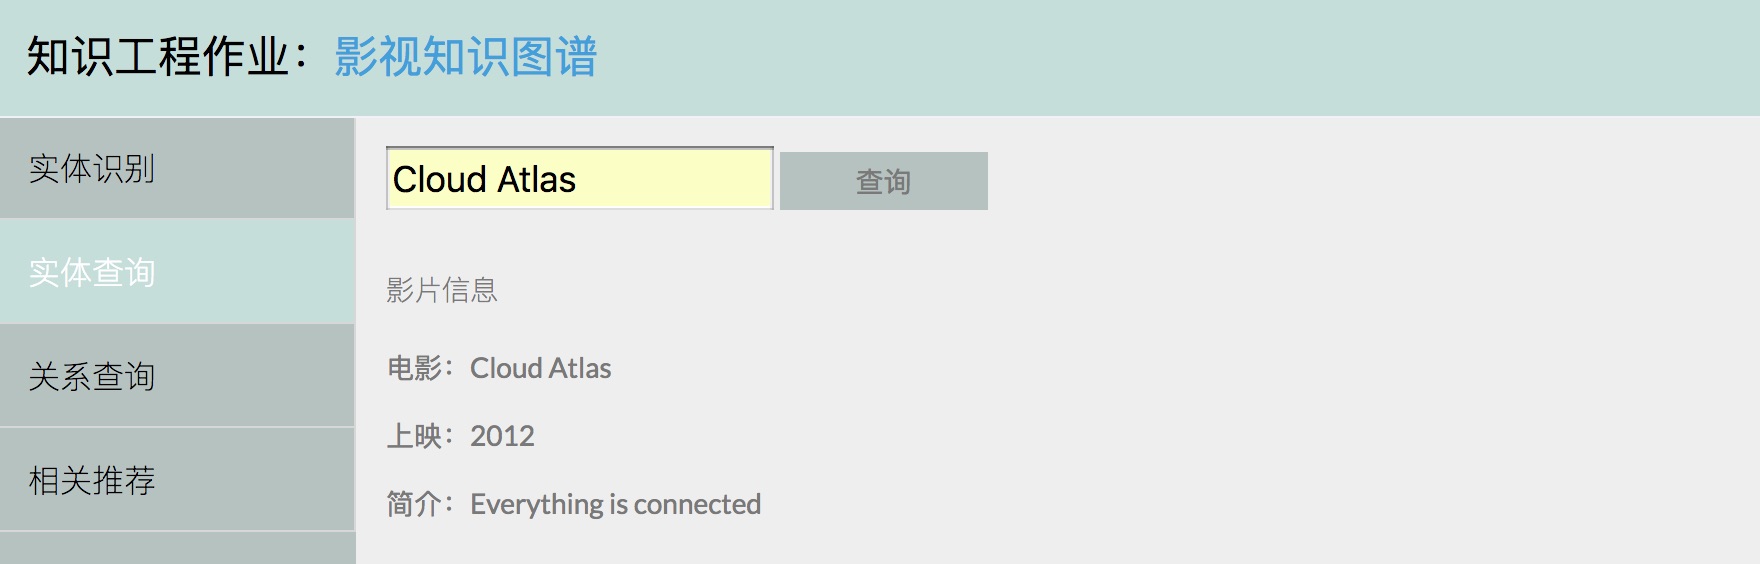 知识工程作业：影视知识图谱
实体识别
实体查询
关系查询
相关推荐
Cloud Atlas 查询
影片信息
电影：Cloud Atlas
上映：2012
简介：Everything is connected